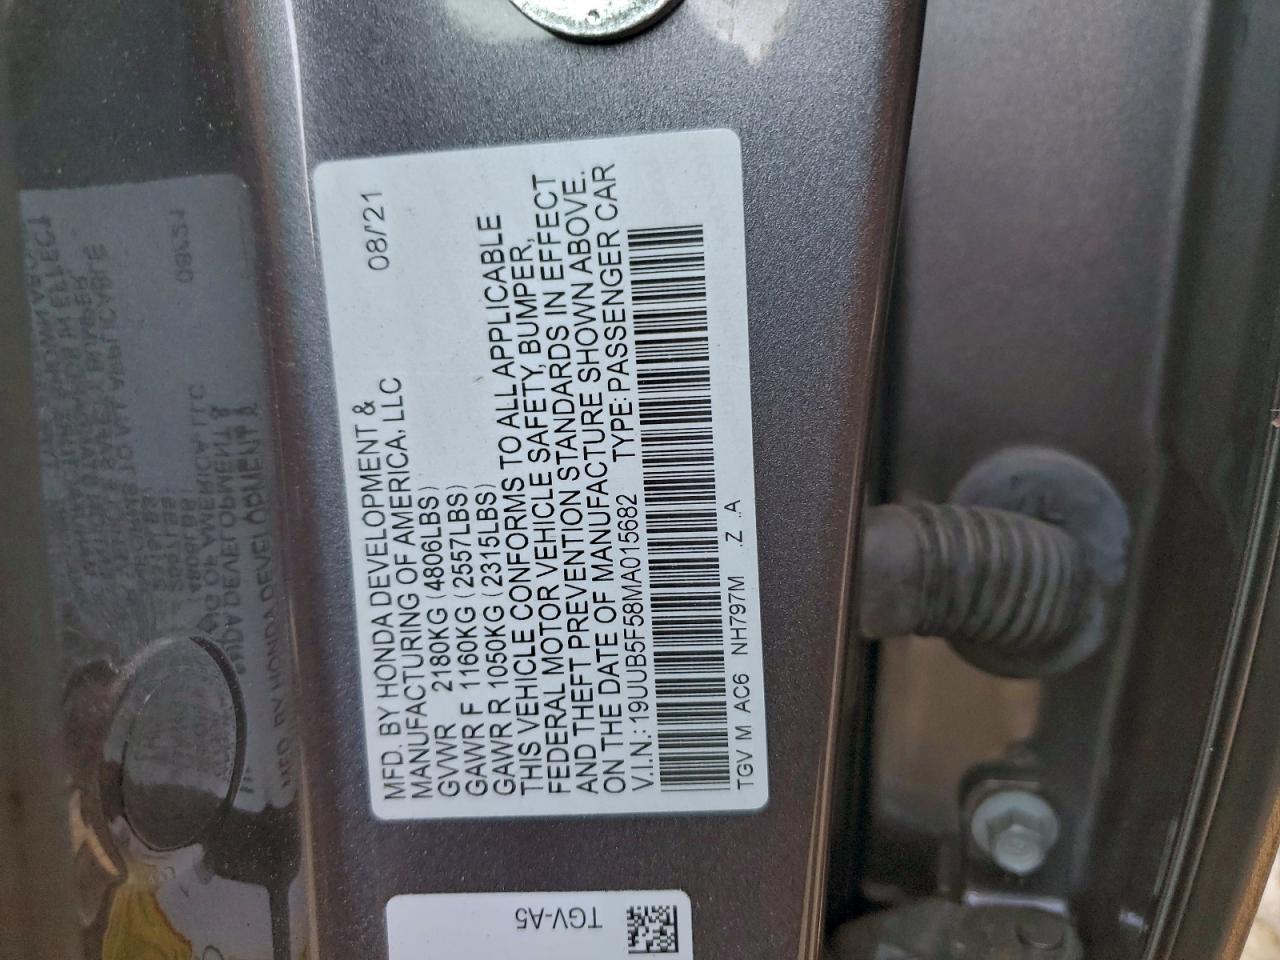 MFD. BY HONDA DEVELOPMENT & 08/'21
MANUFACTURING OF AMERICA, LLC
GVWR 2180KG (4806LBS)
GAWR F 1160KG (2557LBS)
GAWR R 1050KG (2315LBS)
THIS VEHICLE CONFORMS TO ALL APPLICABLE
FEDERAL MOTOR VEHICLE SAFETY, BUMPER,
AND THEFT PREVENTION STANDARDS IN EFFECT
ON THE DATE OF MANUFACTURE SHOWN ABOVE.
V.I.N.: 19UUB5F58MA015682 TYPE: PASSENGER CAR
TGV M AC6 NH797M .Z .A
TGV-A5